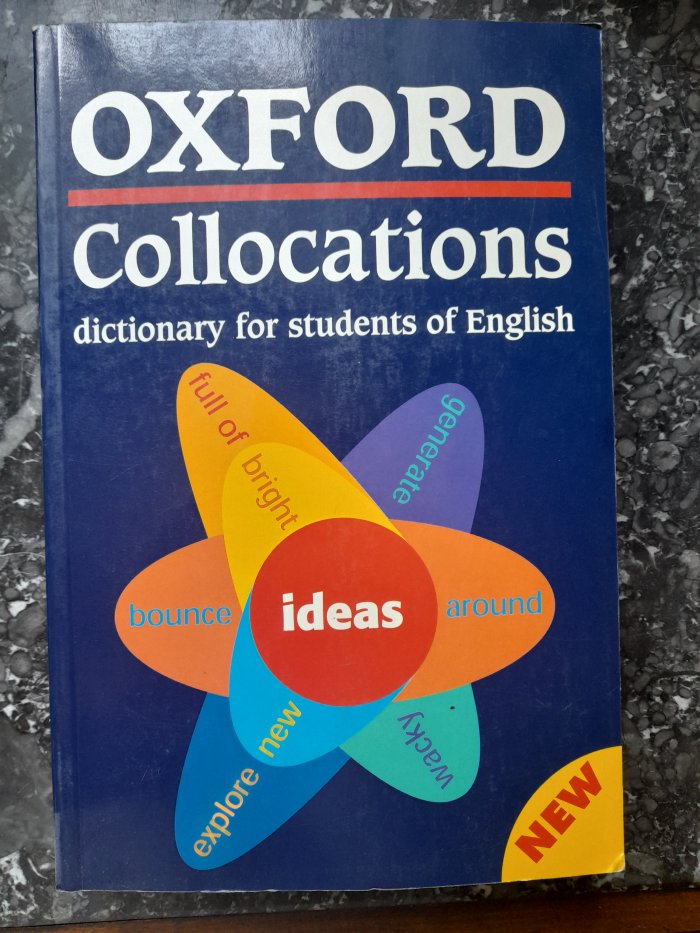 OXFORD
Collocations
dictionary for students of English
full of
bright
generate
bounce
ideas
around
new
explore
wacky
NEW